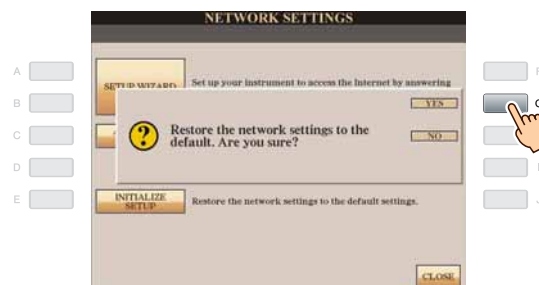 NETWORK SETTINGS
A
SETUP WIZARD Set up your instrument to access the Internet by answering
B
YES
Restore the network settings to the
default. Are you sure?
NO
C
D
E
INITIALIZE
SETUP
Restore the network settings to the default settings.
CLOSE